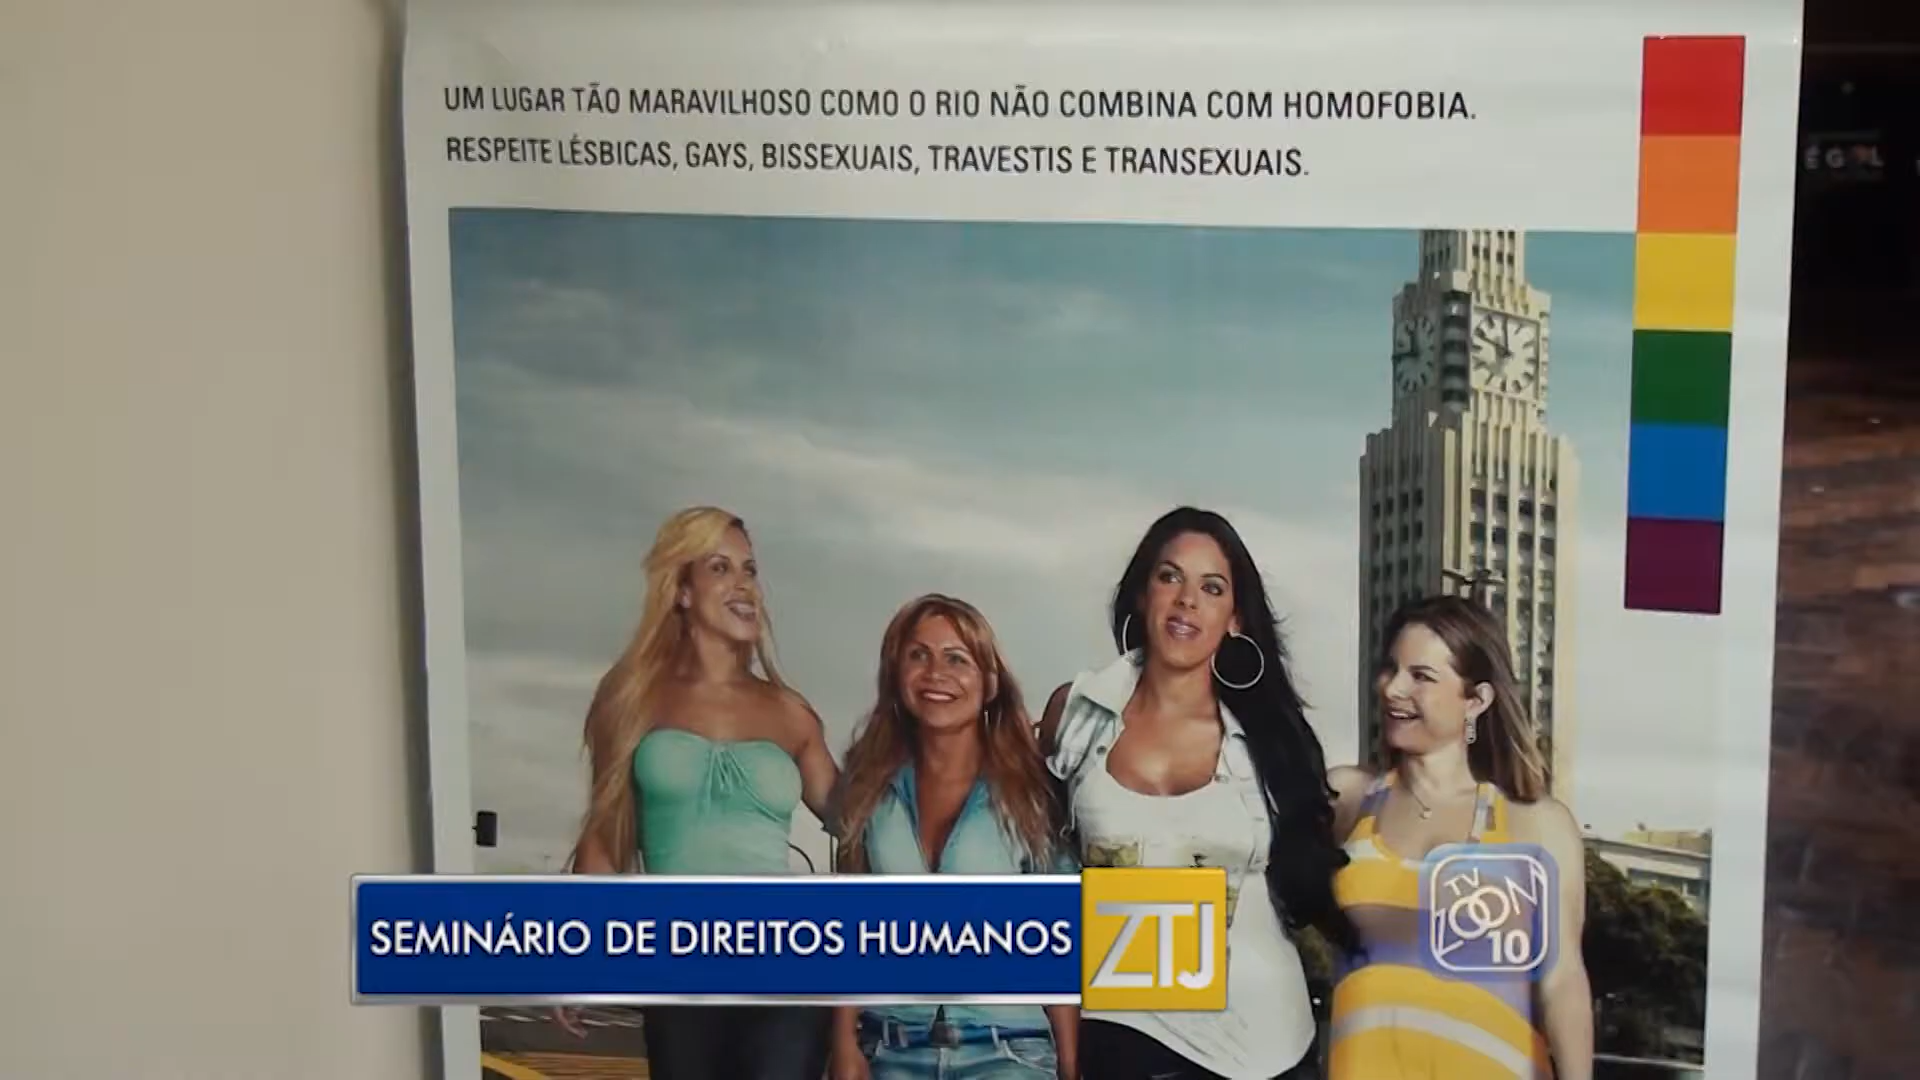 UM LUGAR TÃO MARAVILHOSO COMO O RIO NÃO COMBINA COM HOMOFOBIA.
RESPEITE LÉSBICAS, GAYS, BISSEXUAIS, TRAVESTIS E TRANSEXUAIS.
SEMINÁRIO DE DIREITOS HUMANOS
ZTJ
TV
ZOOM
10